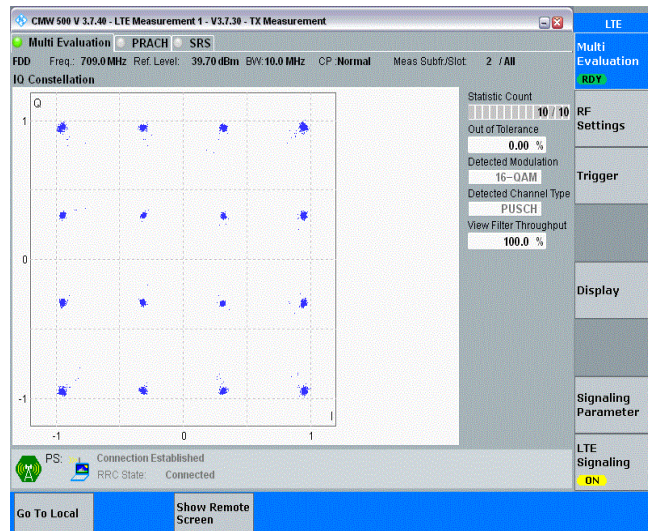 CMW 500 V 3.7.40 - LTE Measurement 1 - V3.7.30 - TX Measurement
LTE
Multi Evaluation PRACH SRS
Multi Evaluation
RDY
FDD Freq.: 709.0 MHz Ref. Level: 39.70 dBm BW: 10.0 MHz CP : Normal Meas Subfr./Slot: 2 / All
IQ Constellation
Statistic Count
10 / 10
Out of Tolerance
0.00 %
Detected Modulation
16-QAM
Detected Channel Type
PUSCH
View Filter Throughput
100.0 %
Q
1
0
-1
I
-1 0 1
RF Settings
Trigger
Display
Signaling Parameter
LTE Signaling
ON
PS: Connection Established
RRC State: Connected
Go To Local
Show Remote Screen